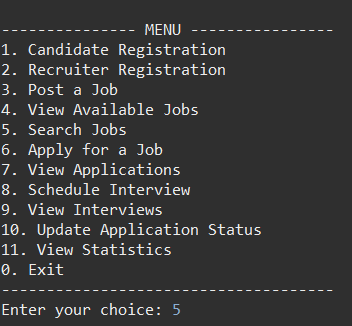 --------------- MENU ----------------
1. Candidate Registration
2. Recruiter Registration
3. Post a Job
4. View Available Jobs
5. Search Jobs
6. Apply for a Job
7. View Applications
8. Schedule Interview
9. View Interviews
10. Update Application Status
11. View Statistics
0. Exit
-------------------------------------
Enter your choice: 5